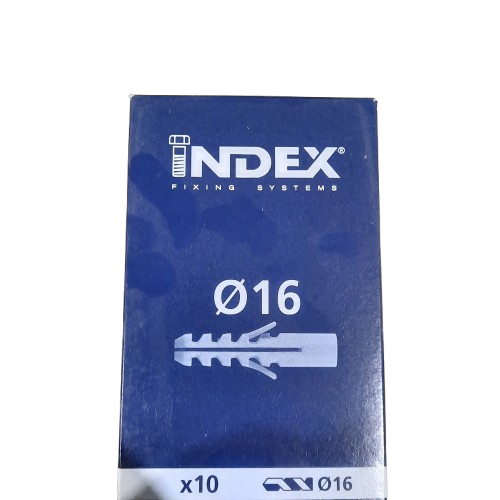 INDEX®
FIXING SYSTEMS
Ø16
x10 Ø16